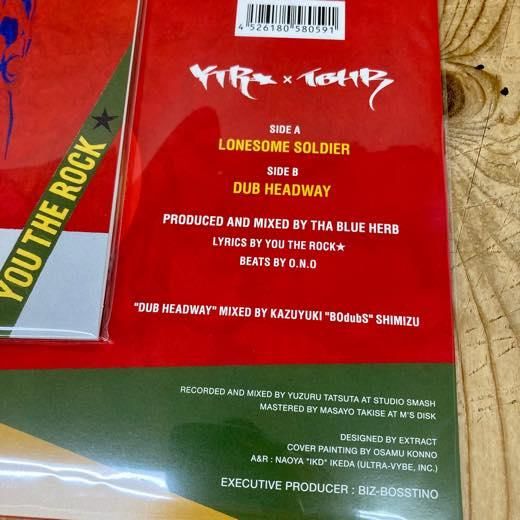 4 526180 580591
YTR★ × TBHR
SIDE A
LONESOME SOLDIER
SIDE B
DUB HEADWAY
PRODUCED AND MIXED BY THA BLUE HERB
LYRICS BY YOU THE ROCK★
BEATS BY O.N.O
"DUB HEADWAY" MIXED BY KAZUYUKI "BOdubS" SHIMIZU
YOU THE ROCK ★
RECORDED AND MIXED BY YUZURU TATSUTA AT STUDIO SMASH
MASTERED BY MASAYO TAKISE AT M'S DISK
DESIGNED BY EXTRACT
COVER PAINTING BY OSAMU KONNO
A&R : NAOYA "IKD" IKEDA (ULTRA-VYBE, INC.)
EXECUTIVE PRODUCER : BIZ-BOSSTINO